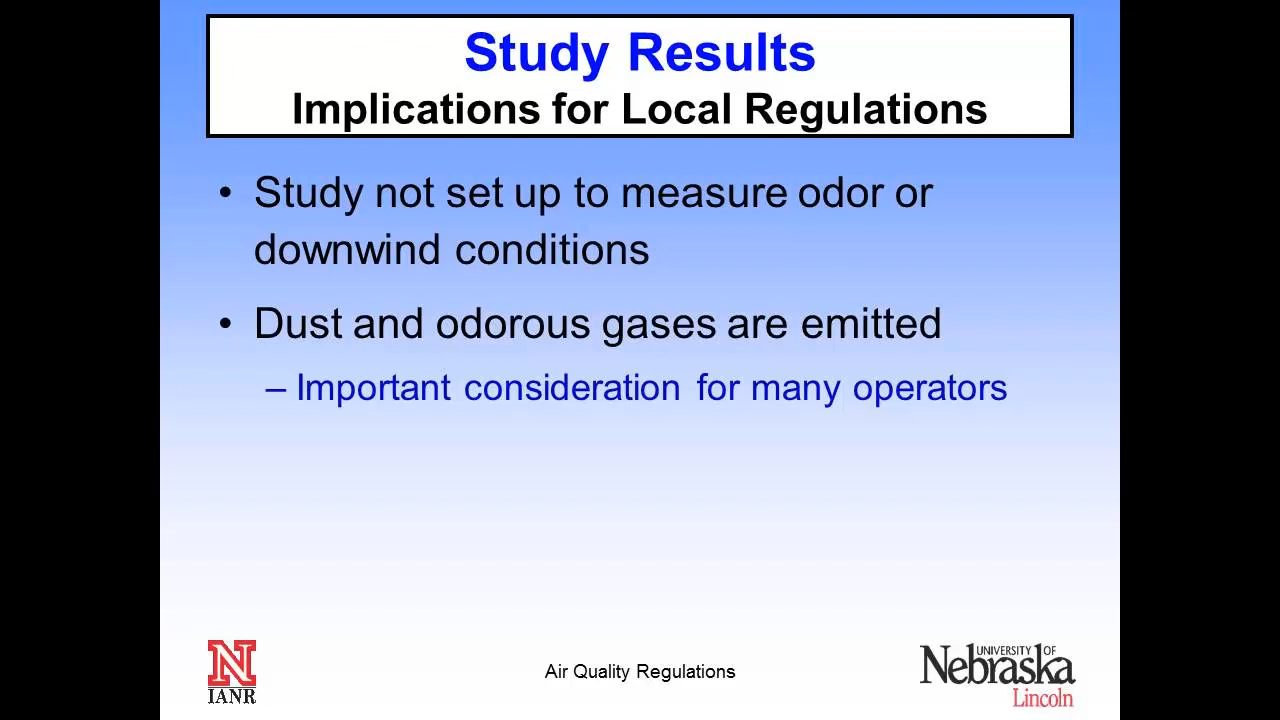 Study Results
Implications for Local Regulations
• Study not set up to measure odor or
downwind conditions
• Dust and odorous gases are emitted
– Important consideration for many operators
N
IANR
Air Quality Regulations
UNIVERSITY OF
Nebraska
Lincoln